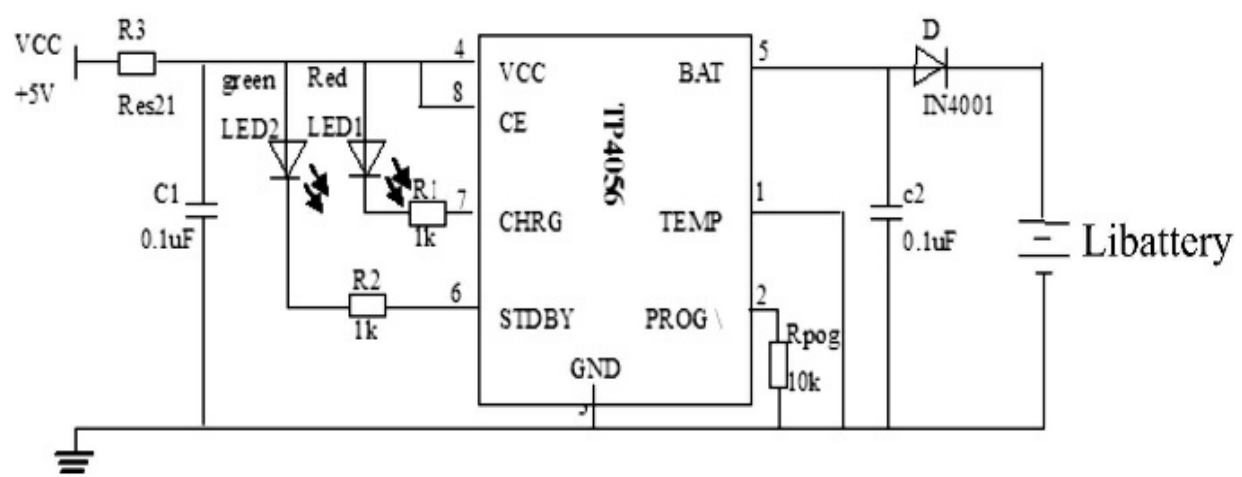 VCC
+5V
R3
Res21
green
Red
LED2
LED1
C1
0.1uF
R1
1k
R2
1k
4
8
7
6
VCC
CE
CHRG
STDBY
TP4056
BAT
TEMP
PROG \
GND
5
1
2
Rpog
10k
D
IN4001
c2
0.1uF
Libattery